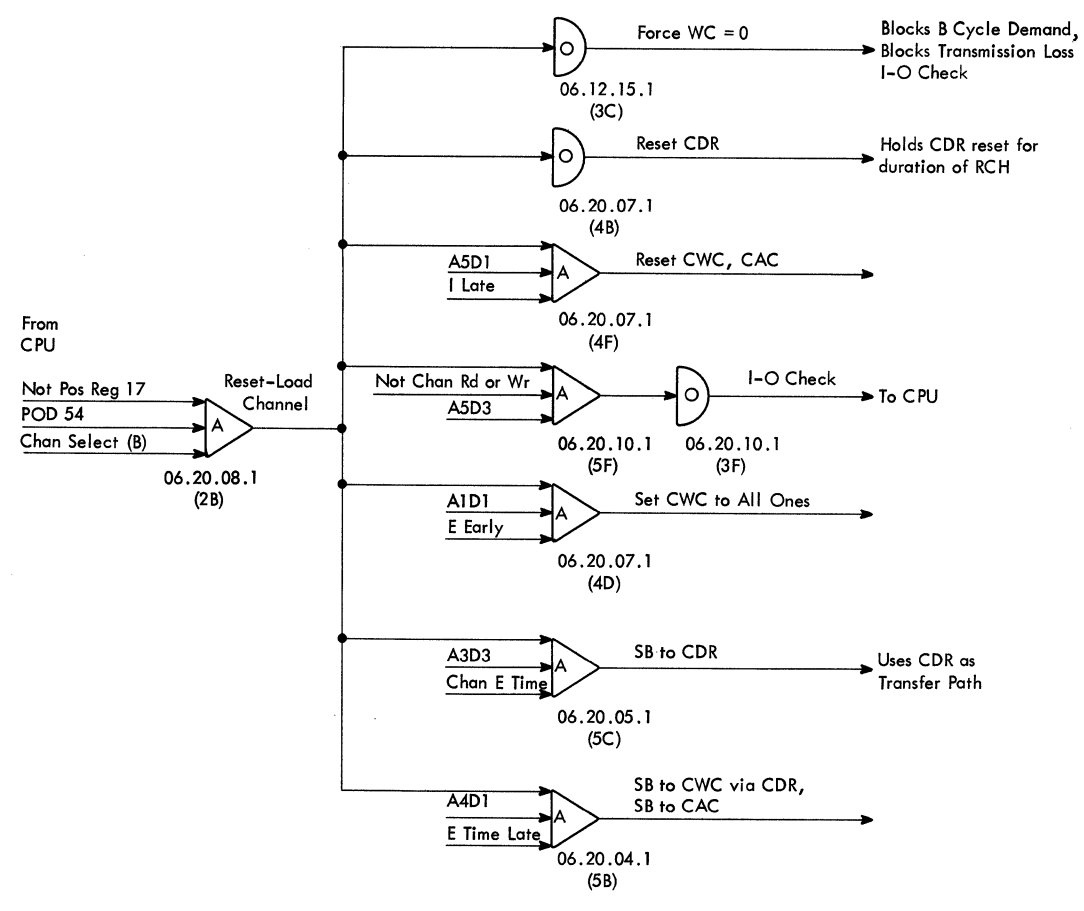 Force WC = 0
Blocks B Cycle Demand,
Blocks Transmission Loss
I-O Check
O
06.12.15.1
(3C)
Reset CDR
Holds CDR reset for
duration of RCH
O
06.20.07.1
(4B)
A5D1
I Late
A
Reset CWC, CAC
06.20.07.1
(4F)
From
CPU
Not Pos Reg 17
POD 54
Chan Select (B)
A
06.20.08.1
(2B)
Reset-Load
Channel
Not Chan Rd or Wr
A5D3
A
06.20.10.1
(5F)
O
06.20.10.1
(3F)
I-O Check
To CPU
A1D1
E Early
A
Set CWC to All Ones
06.20.07.1
(4D)
A3D3
Chan E Time
A
SB to CDR
Uses CDR as
Transfer Path
06.20.05.1
(5C)
A4D1
E Time Late
A
SB to CWC via CDR,
SB to CAC
06.20.04.1
(5B)